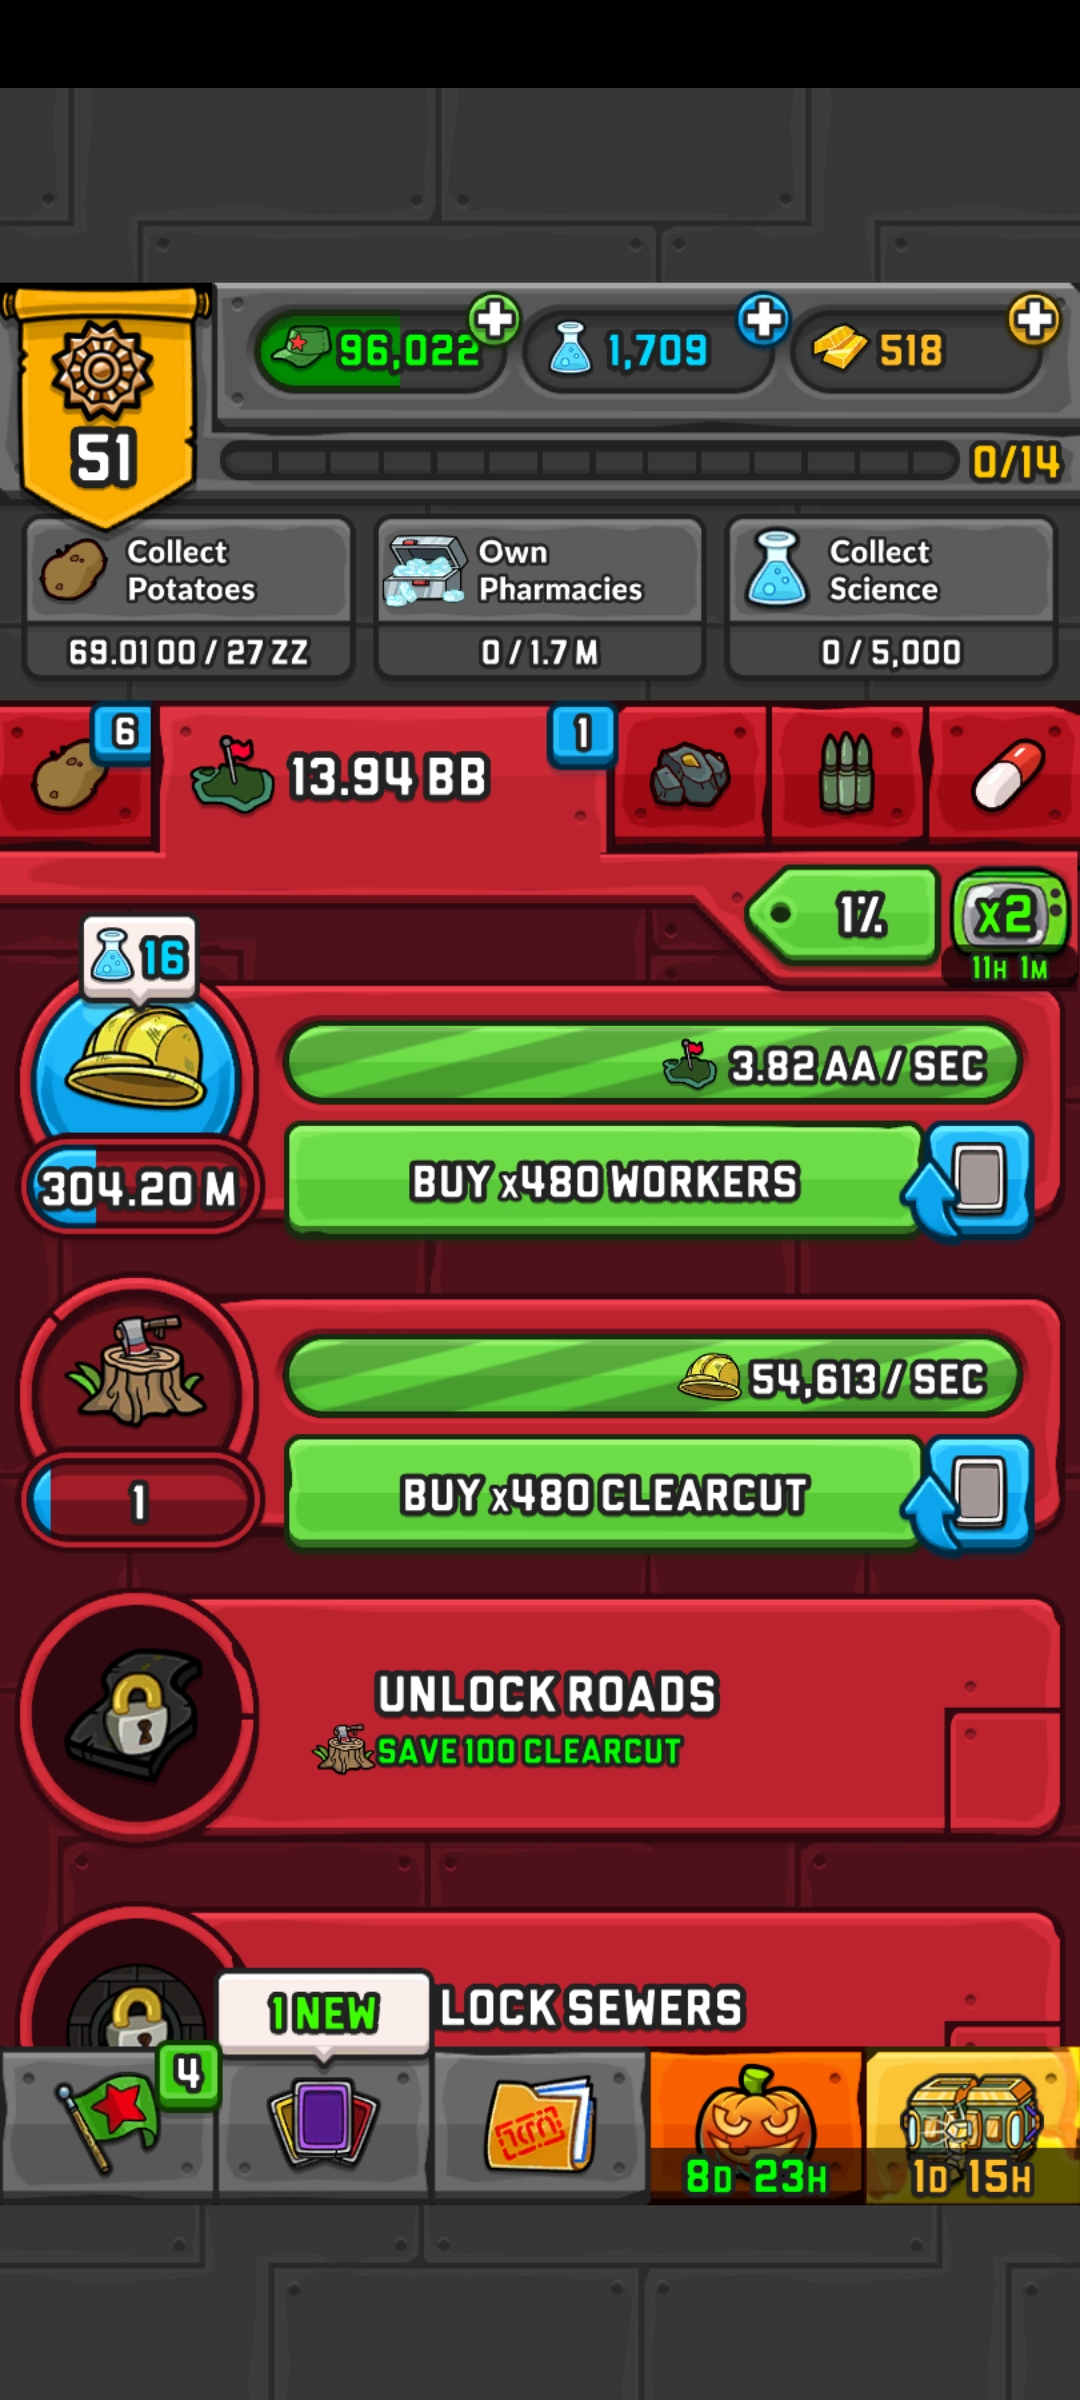 51
96,022
1,709
518
0/14
Collect
Potatoes
69.01 OO / 27 ZZ
Own
Pharmacies
0 / 1.7 M
Collect
Science
0 / 5,000
6
13.94 BB
1
1%
x2
11H 1M
16
3.82 AA / SEC
304.20 M
BUY x480 WORKERS
54,613 / SEC
1
BUY x480 CLEARCUT
UNLOCK ROADS
SAVE 100 CLEARCUT
LOCK SEWERS
1 NEW
4
8D 23H
1D 15H